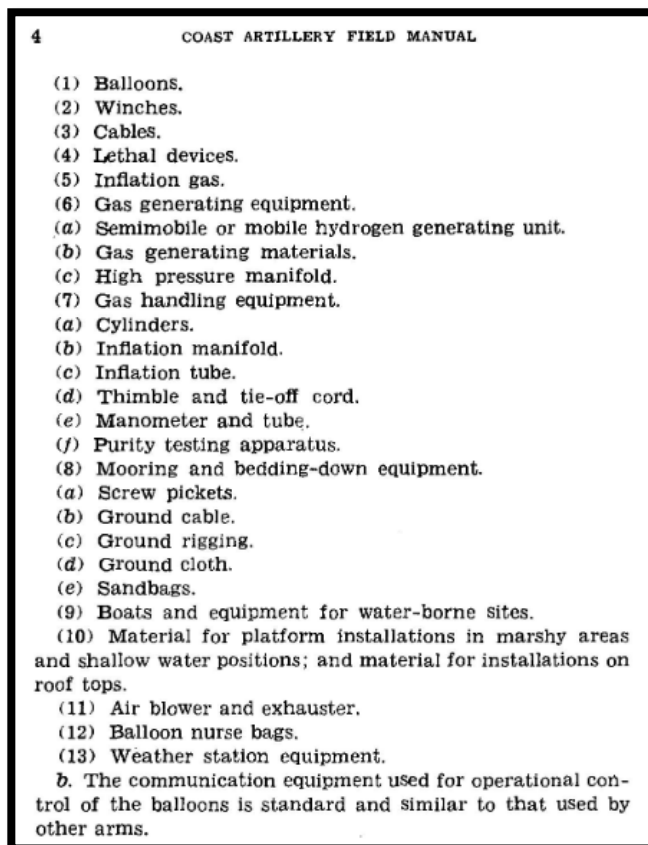 4 COAST ARTILLERY FIELD MANUAL
(1) Balloons.
(2) Winches.
(3) Cables.
(4) Lethal devices.
(5) Inflation gas.
(6) Gas generating equipment.
(a) Semimobile or mobile hydrogen generating unit.
(b) Gas generating materials.
(c) High pressure manifold.
(7) Gas handling equipment.
(a) Cylinders.
(b) Inflation manifold.
(c) Inflation tube.
(d) Thimble and tie-off cord.
(e) Manometer and tube.
(f) Purity testing apparatus.
(8) Mooring and bedding-down equipment.
(a) Screw pickets.
(b) Ground cable.
(c) Ground rigging.
(d) Ground cloth.
(e) Sandbags.
(9) Boats and equipment for water-borne sites.
(10) Material for platform installations in marshy areas
and shallow water positions; and material for installations on
roof tops.
(11) Air blower and exhauster.
(12) Balloon nurse bags.
(13) Weather station equipment.
b. The communication equipment used for operational con-
trol of the balloons is standard and similar to that used by
other arms.